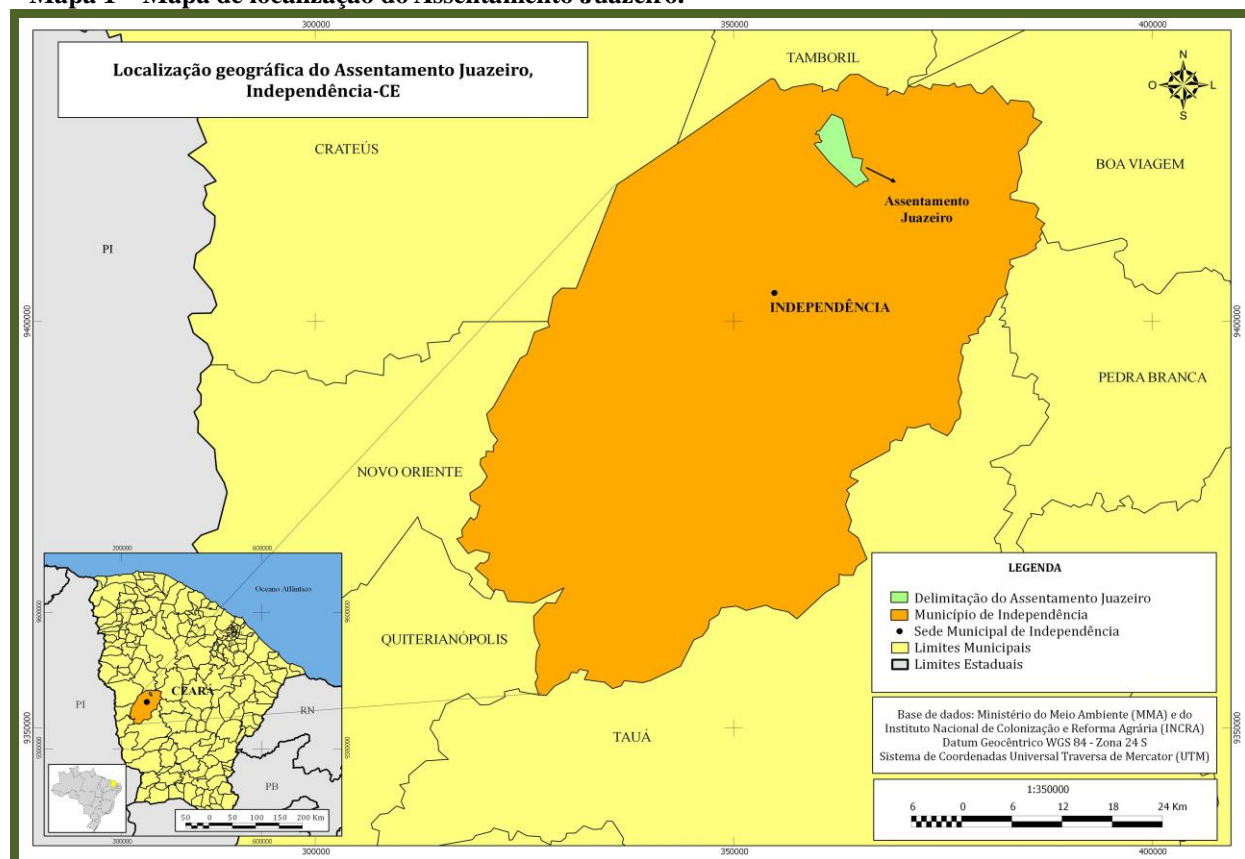 Mapa 1 – Mapa de localização do Assentamento Juazeiro.
300000
350000
400000
Localização geográfica do Assentamento Juazeiro,
Independência-CE
TAMBORIL
N
O
L
S
CRATEÚS
BOA VIAGEM
Assentamento
Juazeiro
PI
INDEPENDÊNCIA
9400000
9400000
PEDRA BRANCA
NOVO ORIENTE
QUITERIANÓPOLIS
TAUÁ
9350000
9350000
300000
600000
Oceano Atlântico
9600000
9600000
CEARÁ
PI
RN
9300000
9300000
PB
50 0 50 100 150 200 Km
300000
600000
LEGENDA
Delimitação do Assentamento Juazeiro
Município de Independência
Sede Municipal de Independência
Limites Municipais
Limites Estaduais
Base de dados: Ministério do Meio Ambiente (MMA) e do
Instituto Nacional de Colonização e Reforma Agrária (INCRA)
Datum Geocêntrico WGS 84 - Zona 24 S
Sistema de Coordenadas Universal Traversa de Mercator (UTM)
1:350000
6 0 6 12 18 24 Km
300000
350000
400000